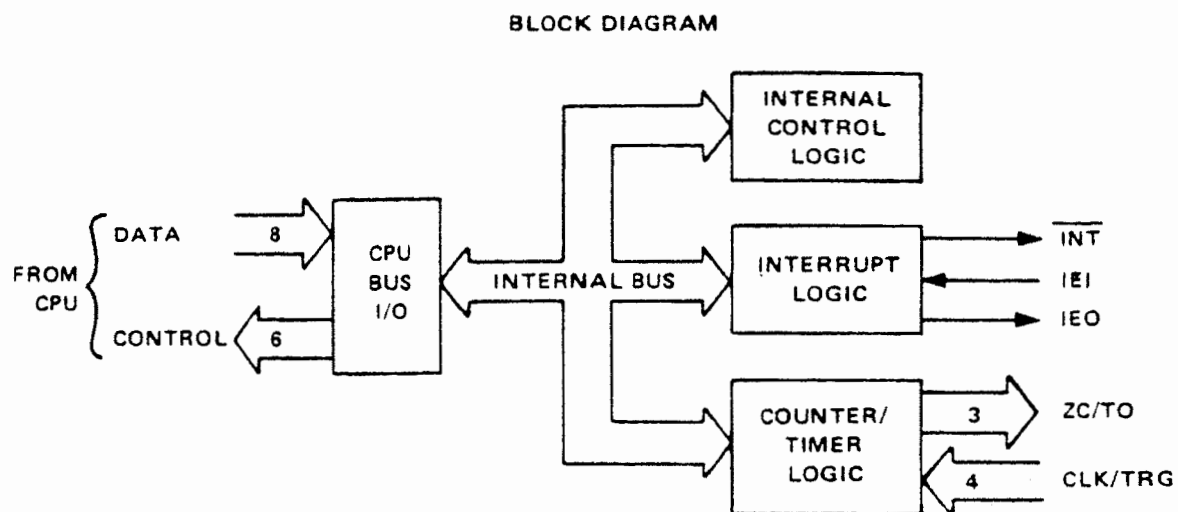 BLOCK DIAGRAM
INTERNAL
CONTROL
LOGIC
FROM
CPU
DATA
8
CONTROL
6
CPU
BUS
I/O
INTERNAL BUS
INTERRUPT
LOGIC
INT
IEI
IEO
COUNTER/
TIMER
LOGIC
3
ZC/TO
4
CLK/TRG